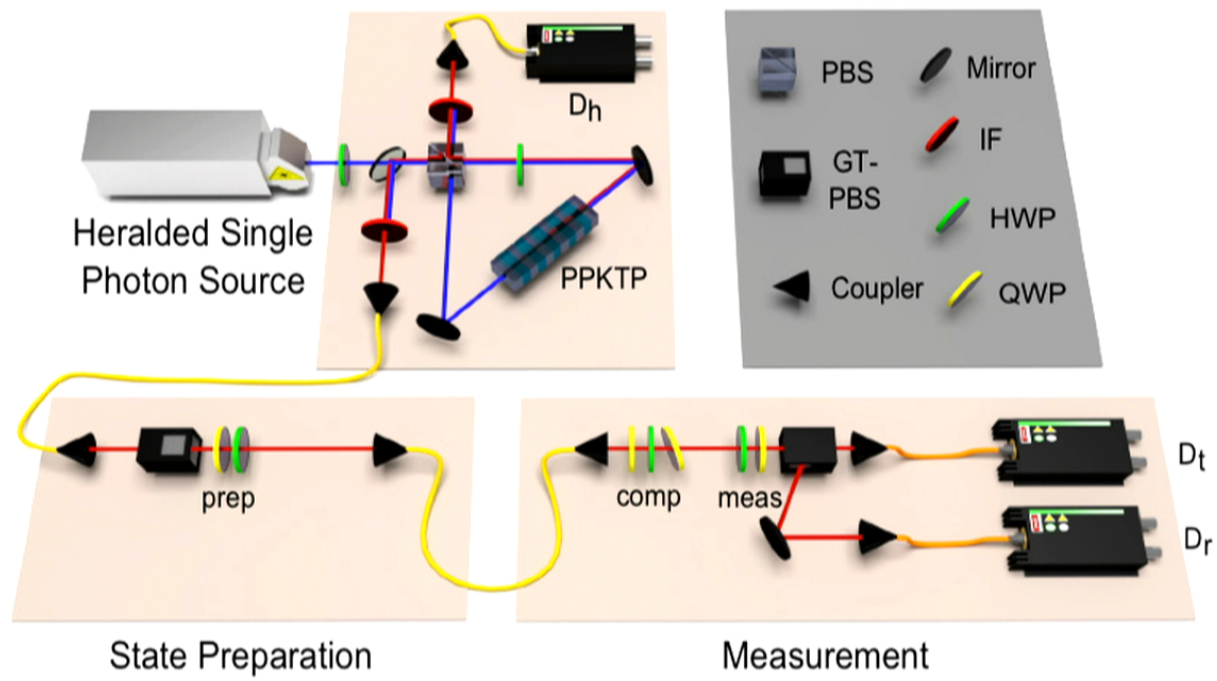 Heralded Single
Photon Source
Dh
PPKTP
PBS
Mirror
IF
GT-
PBS
HWP
Coupler
QWP
prep
comp
meas
Dt
Dr
State Preparation
Measurement